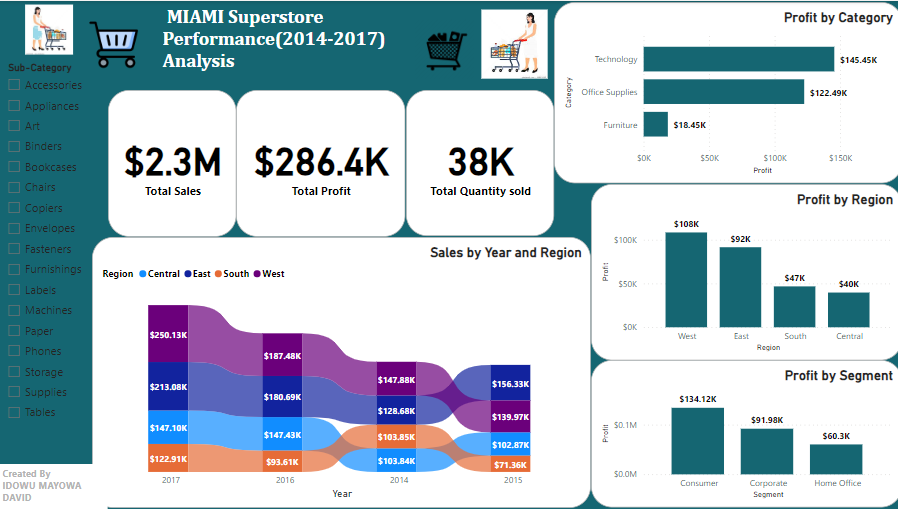 MIAMI Superstore
Performance(2014-2017)
Analysis
Sub-Category
Accessories
Appliances
Art
Binders
Bookcases
Chairs
Copiers
Envelopes
Fasteners
Furnishings
Labels
Machines
Paper
Phones
Storage
Supplies
Tables
Created By
IDOWU MAYOWA
DAVID
$2.3M
Total Sales
$286.4K
Total Profit
38K
Total Quantity sold
Sales by Year and Region
Region Central East South West
$250.13K
$213.08K
$147.10K
$122.91K
$187.48K
$180.69K
$147.43K
$93.61K
$147.88K
$128.68K
$103.85K
$103.84K
$156.33K
$139.97K
$102.87K
$71.36K
2017 2016 2014 2015
Year
Profit by Category
Category
Technology $145.45K
Office Supplies $122.49K
Furniture $18.45K
$0K $50K $100K $150K
Profit
Profit by Region
Profit
$100K
$50K
$0K
$108K
$92K
$47K
$40K
West East South Central
Region
Profit by Segment
Profit
$0.1M
$0.0M
$134.12K
$91.98K
$60.3K
Consumer Corporate Home Office
Segment